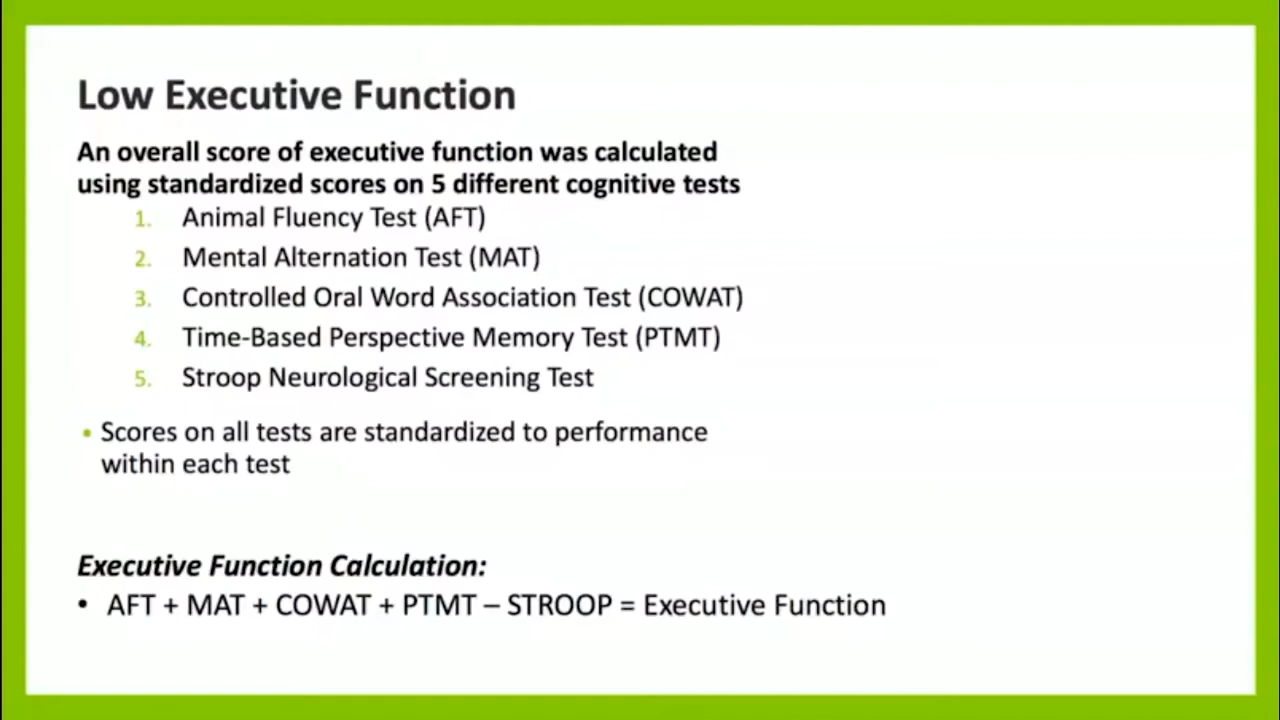 Low Executive Function
An overall score of executive function was calculated
using standardized scores on 5 different cognitive tests
1. Animal Fluency Test (AFT)
2. Mental Alternation Test (MAT)
3. Controlled Oral Word Association Test (COWAT)
4. Time-Based Perspective Memory Test (PTMT)
5. Stroop Neurological Screening Test
▪ Scores on all tests are standardized to performance
within each test
Executive Function Calculation:
• AFT + MAT + COWAT + PTMT – STROOP = Executive Function